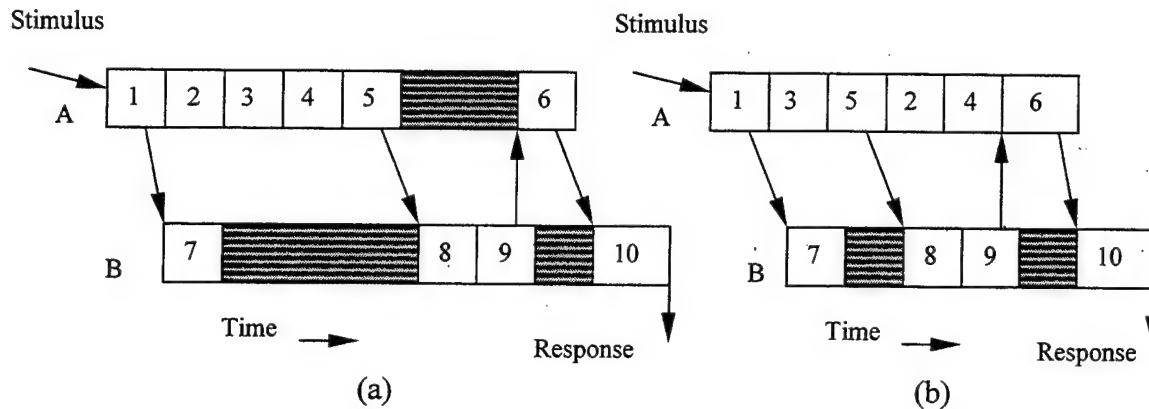 Stimulus
A
1 2 3 4 5 6
B
7 8 9 10
Time
Response
(a)
Stimulus
A
1 3 5 2 4 6
B
7 8 9 10
Time
Response
(b)